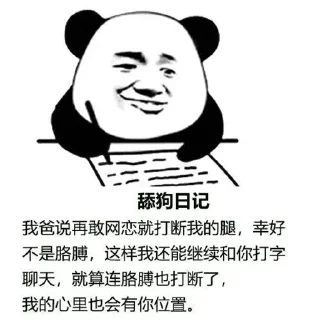 舔狗日记
我爸说再敢网恋就打断我的腿，幸好
不是胳膊，这样我还能继续和你打字
聊天，就算连胳膊也打断了，
我的心里也会有你位置。